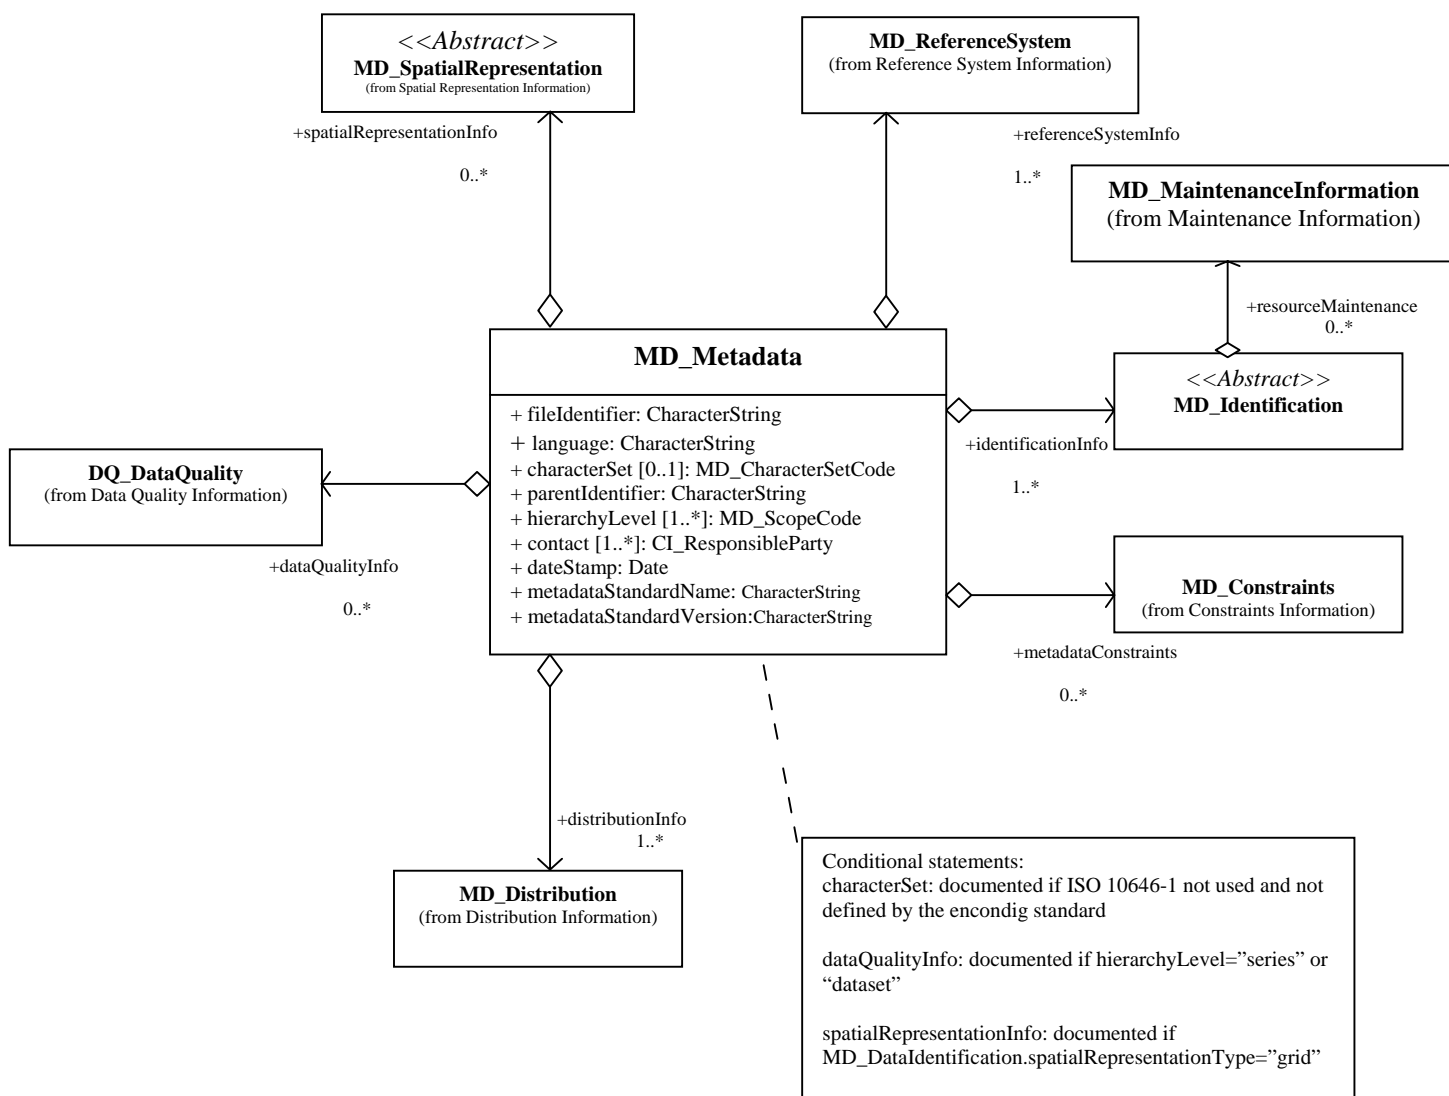 <<Abstract>>
MD_SpatialRepresentation
(from Spatial Representation Information)
MD_ReferenceSystem
(from Reference System Information)
+spatialRepresentationInfo
0..*
+referenceSystemInfo
1..*
MD_MaintenanceInformation
(from Maintenance Information)
+resourceMaintenance
0..*
MD_Metadata
+ fileIdentifier: CharacterString
+ language: CharacterString
+ characterSet [0..1]: MD_CharacterSetCode
+ parentIdentifier: CharacterString
+ hierarchyLevel [1..*]: MD_ScopeCode
+ contact [1..*]: CI_ResponsibleParty
+ dateStamp: Date
+ metadataStandardName: CharacterString
+ metadataStandardVersion:CharacterString
<<Abstract>>
MD_Identification
+identificationInfo
1..*
DQ_DataQuality
(from Data Quality Information)
+dataQualityInfo
0..*
MD_Constraints
(from Constraints Information)
+metadataConstraints
0..*
+distributionInfo
1..*
MD_Distribution
(from Distribution Information)
Conditional statements:
characterSet: documented if ISO 10646-1 not used and not
defined by the encondig standard
dataQualityInfo: documented if hierarchyLevel=”series” or
“dataset”
spatialRepresentationInfo: documented if
MD_DataIdentification.spatialRepresentationType=”grid”